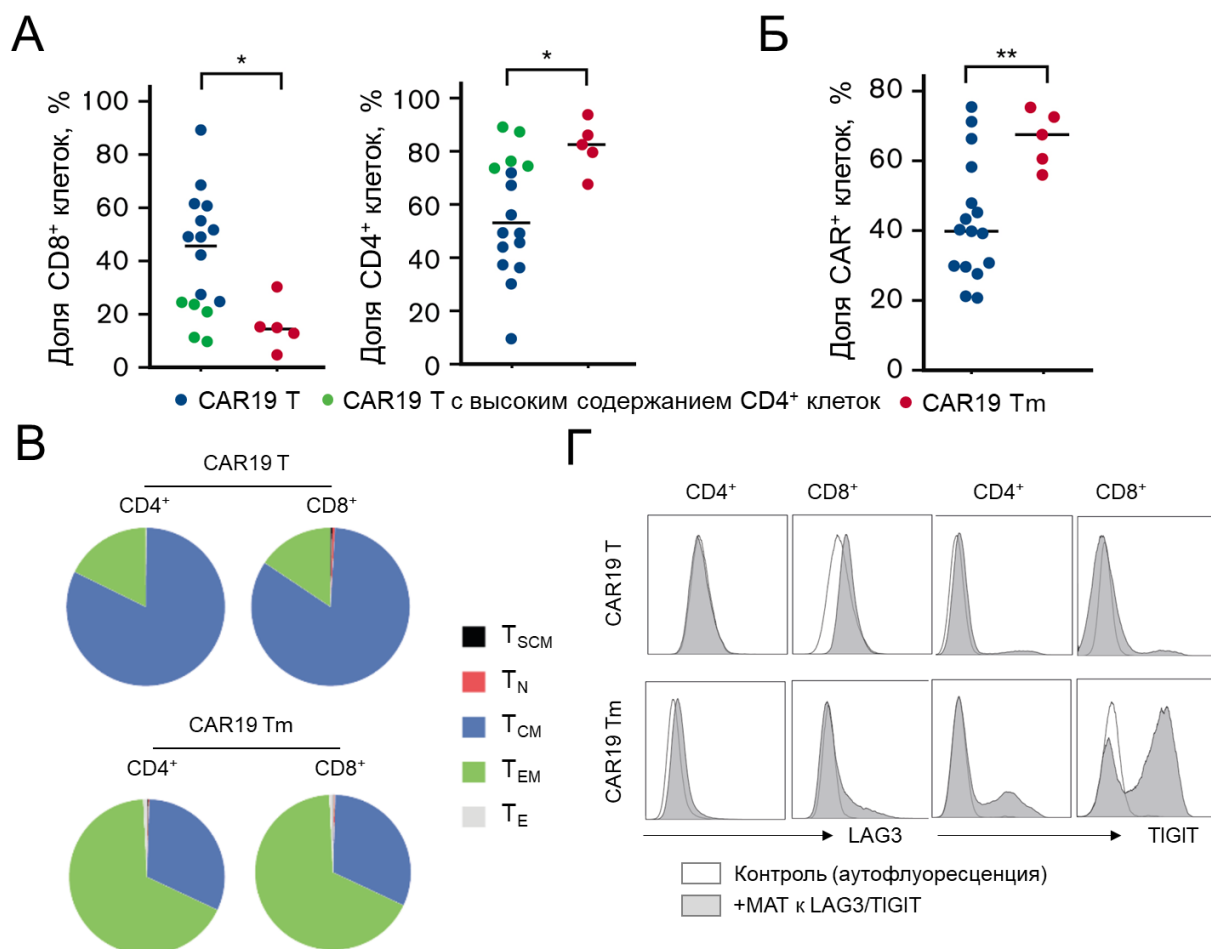 А
Б
*
*
**
Доля CD8⁺ клеток, %
100
80
60
40
20
0
Доля CD4⁺ клеток, %
100
80
60
40
20
0
Доля CAR⁺ клеток, %
80
60
40
20
0
CAR19 T
CAR19 T с высоким содержанием CD4⁺ клеток
CAR19 Tm
В
CAR19 T
CD4⁺
CD8⁺
CAR19 Tm
CD4⁺
CD8⁺
T_SCM
T_N
T_CM
T_EM
T_E
Г
CD4⁺
CD8⁺
CD4⁺
CD8⁺
CAR19 T
CAR19 Tm
LAG3
TIGIT
Контроль (аутофлуоресценция)
+МАТ к LAG3/TIGIT